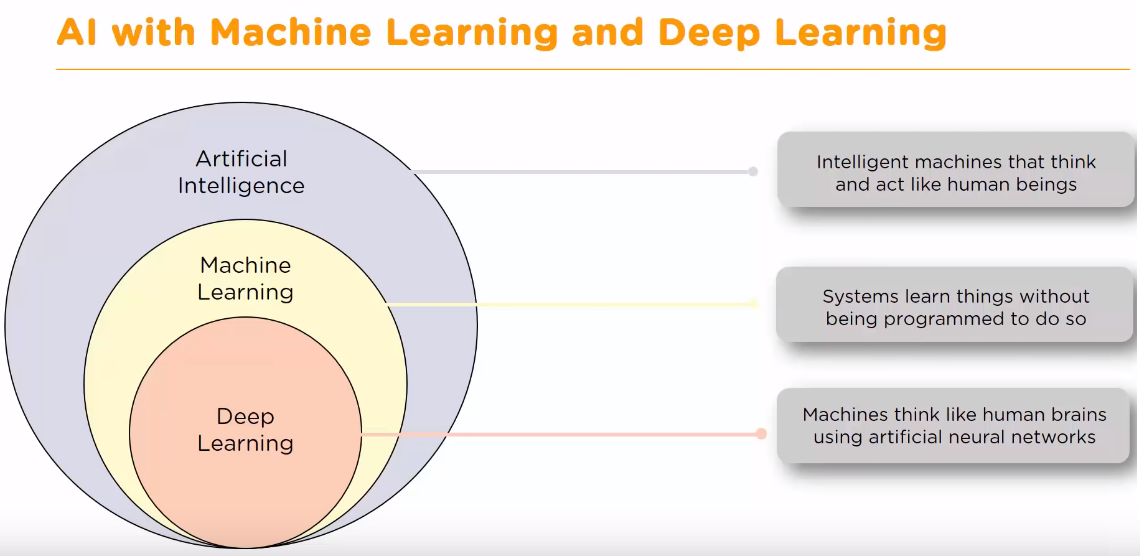 AI with Machine Learning and Deep Learning
Artificial
Intelligence
Intelligent machines that think
and act like human beings
Machine
Learning
Systems learn things without
being programmed to do so
Deep
Learning
Machines think like human brains
using artificial neural networks